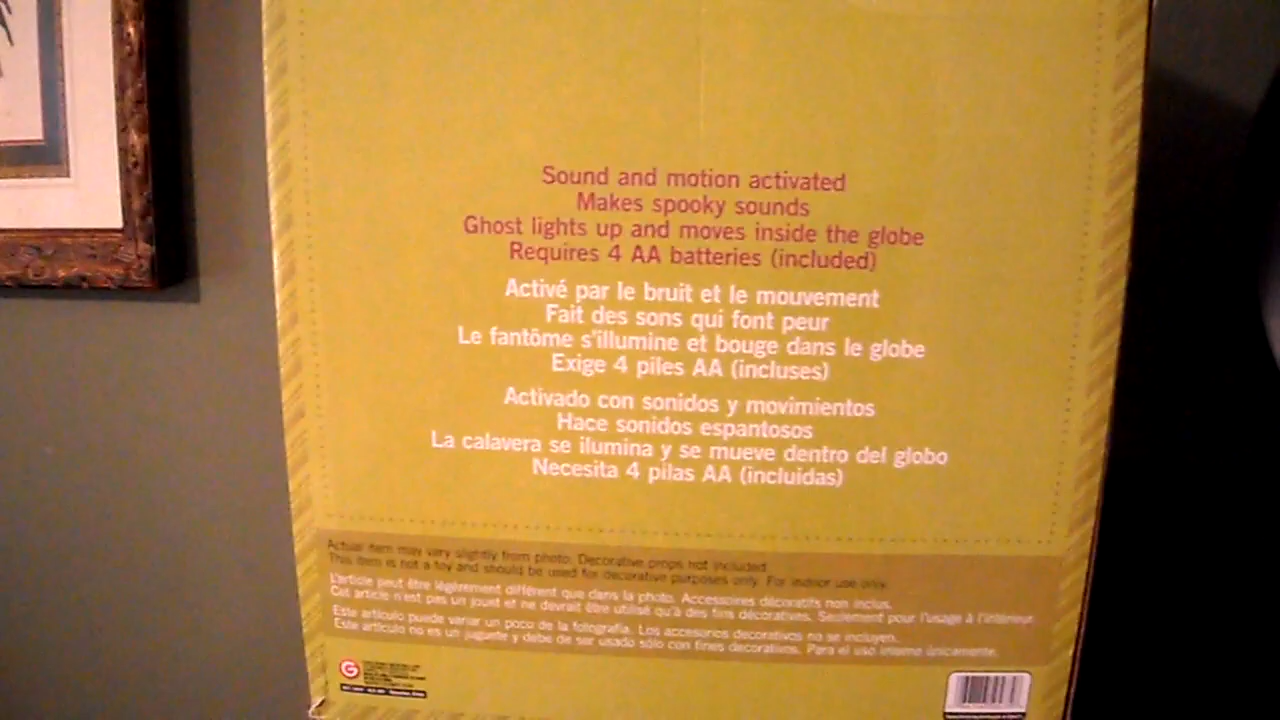 Sound and motion activated
Makes spooky sounds
Ghost lights up and moves inside the globe
Requires 4 AA batteries (included)
Activé par le bruit et le mouvement
Fait des sons qui font peur
Le fantôme s'illumine et bouge dans le globe
Exige 4 piles AA (incluses)
Activado con sonidos y movimientos
Hace sonidos espantosos
La calavera se ilumina y se mueve dentro del globo
Necesita 4 pilas AA (incluidas)
Actual item may vary slightly from photo. Decorative props not included.
This item is not a toy and should be used for decorative purposes only. For indoor use only.
L'article peut être légèrement différent que dans la photo. Accessoires décoratifs non inclus.
Cet article n'est pas un jouet et ne devrait être utilisé qu'à des fins décoratives. Seulement pour l'usage à l'intérieur.
Este artículo puede variar un poco de la fotografía. Los accesorios decorativos no se incluyen.
Este artículo no es un juguete y debe de ser usado sólo con fines decorativos. Para el uso interno únicamente.
G